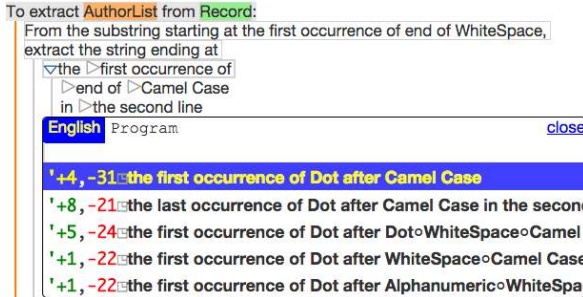 To extract AuthorList from Record:
From the substring starting at the first occurrence of end of WhiteSpace,
extract the string ending at
▽the ▷first occurrence of
▷end of ▷Camel Case
in ▷the second line
English Program close
'+4,-31 the first occurrence of Dot after Camel Case
'+8,-21 the last occurrence of Dot after Camel Case in the secon
'+5,-24 the first occurrence of Dot after Dot∘WhiteSpace∘Camel
'+1,-22 the first occurrence of Dot after WhiteSpace∘Camel Case
'+1,-22 the first occurrence of Dot after Alphanumeric∘WhiteSpa